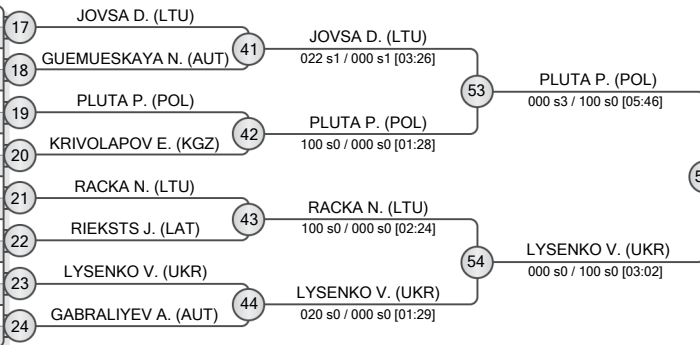 17
JOVSA D. (LTU)
18
GUEMUESKAYA N. (AUT)
41
JOVSA D. (LTU)
022 s1 / 000 s1 [03:26]
19
PLUTA P. (POL)
20
KRIVOLAPOV E. (KGZ)
42
PLUTA P. (POL)
100 s0 / 000 s0 [01:28]
53
PLUTA P. (POL)
000 s3 / 100 s0 [05:46]
21
RACKA N. (LTU)
22
RIEKSTS J. (LAT)
43
RACKA N. (LTU)
100 s0 / 000 s0 [02:24]
23
LYSENKO V. (UKR)
24
GABRALIYEV A. (AUT)
44
LYSENKO V. (UKR)
020 s0 / 000 s0 [01:29]
54
LYSENKO V. (UKR)
000 s0 / 100 s0 [03:02]